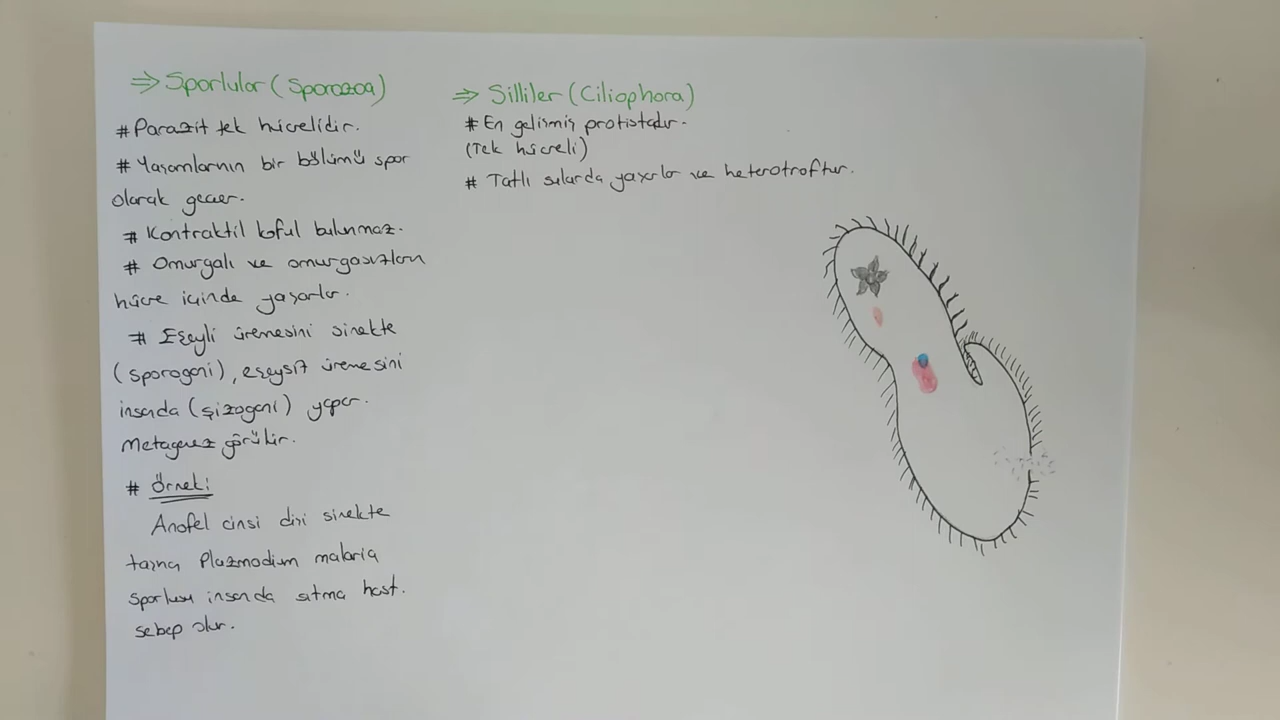 ⇒ Sporlular (Sporozoa)
# Parazit tek hücrelidir.
# Yaşamlarının bir bölümü spor
olarak geçer.
# Kontraktil koful bulunmaz.
# Omurgalı ve omurgasızların
hücre içinde yaşarlar.
# Eşeyli üremesini sinekte
(sporogoni), eşeysiz üremesini
insanda (şizogoni) yapar.
Metagenez görülür.
# Örnek:
Anofel cinsi dişi sinekte
taşınan Plazmodium malaria
sporlusu insanda sıtma hast.
sebep olur.
⇒ Silliler (Ciliophora)
# En gelişmiş protistadır.
(Tek hücreli)
# Tatlı sularda yaşarlar ve heterotroftur.